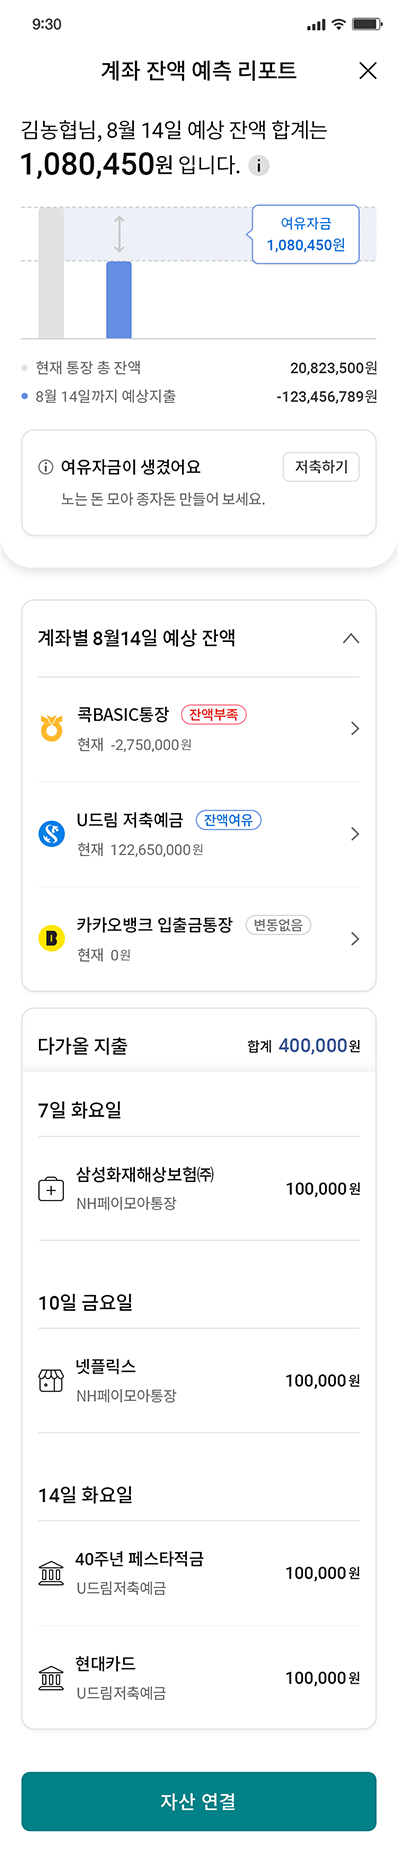 9:30
계좌 잔액 예측 리포트
김농협님, 8월 14일 예상 잔액 합계는
1,080,450원 입니다. i
여유자금
1,080,450원
현재 통장 총 잔액 20,823,500원
8월 14일까지 예상지출 -123,456,789원
여유자금이 생겼어요 저축하기
노는 돈 모아 종자돈 만들어 보세요.
계좌별 8월14일 예상 잔액
콕BASIC통장 잔액부족
현재 -2,750,000원
U드림 저축예금 잔액여유
현재 122,650,000원
카카오뱅크 입출금통장 변동없음
현재 0원
다가올 지출 합계 400,000원
7일 화요일
삼성화재해상보험㈜ 100,000원
NH페이모아통장
10일 금요일
넷플릭스 100,000원
NH페이모아통장
14일 화요일
40주년 페스타적금 100,000원
U드림저축예금
현대카드 100,000원
U드림저축예금
자산 연결